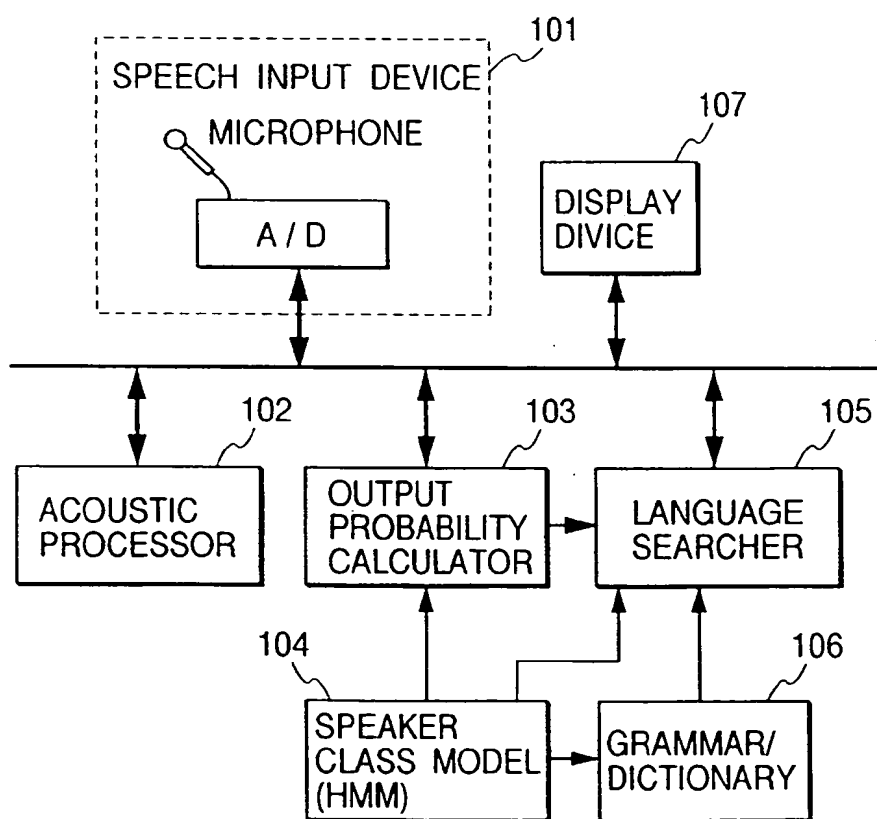 101
SPEECH INPUT DEVICE
MICROPHONE
A / D
107
DISPLAY
DIVICE
102
ACOUSTIC
PROCESSOR
103
OUTPUT
PROBABILITY
CALCULATOR
105
LANGUAGE
SEARCHER
104
SPEAKER
CLASS MODEL
(HMM)
106
GRAMMAR/
DICTIONARY